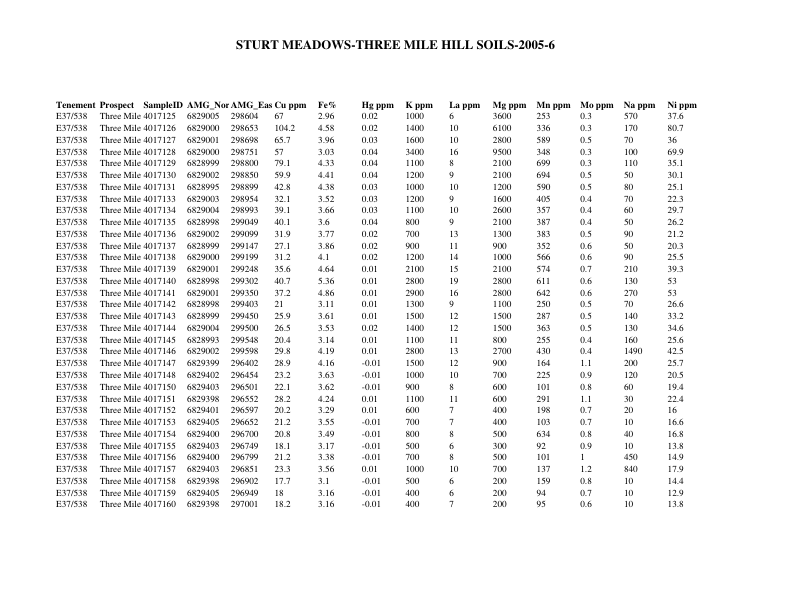 STURT MEADOWS-THREE MILE HILL SOILS-2005-6
Tenement Prospect SampleID AMG_Nor AMG_Eas Cu ppm Fe% Hg ppm K ppm La ppm Mg ppm Mn ppm Mo ppm Na ppm Ni ppm
E37/538 Three Mile 4017125 6829005 298604 67 2.96 0.02 1000 6 3600 253 0.3 570 37.6
E37/538 Three Mile 4017126 6829000 298653 104.2 4.58 0.02 1400 10 6100 336 0.3 170 80.7
E37/538 Three Mile 4017127 6829001 298698 65.7 3.96 0.03 1600 10 2800 589 0.5 70 36
E37/538 Three Mile 4017128 6829000 298751 57 3.03 0.04 3400 16 9500 348 0.3 100 69.9
E37/538 Three Mile 4017129 6828999 298800 79.1 4.33 0.04 1100 8 2100 699 0.3 110 35.1
E37/538 Three Mile 4017130 6829002 298850 59.9 4.41 0.04 1200 9 2100 694 0.5 50 30.1
E37/538 Three Mile 4017131 6828995 298899 42.8 4.38 0.03 1000 10 1200 590 0.5 80 25.1
E37/538 Three Mile 4017133 6829003 298954 32.1 3.52 0.03 1200 9 1600 405 0.4 70 22.3
E37/538 Three Mile 4017134 6829004 298993 39.1 3.66 0.03 1100 10 2600 357 0.4 60 29.7
E37/538 Three Mile 4017135 6828998 299049 40.1 3.6 0.04 800 9 2100 387 0.4 50 26.2
E37/538 Three Mile 4017136 6829002 299099 31.9 3.77 0.02 700 13 1300 383 0.5 90 21.2
E37/538 Three Mile 4017137 6828999 299147 27.1 3.86 0.02 900 11 900 352 0.6 50 20.3
E37/538 Three Mile 4017138 6829000 299199 31.2 4.1 0.02 1200 14 1000 566 0.6 90 25.5
E37/538 Three Mile 4017139 6829001 299248 35.6 4.64 0.01 2100 15 2100 574 0.7 210 39.3
E37/538 Three Mile 4017140 6828998 299302 40.7 5.36 0.01 2800 19 2800 611 0.6 130 53
E37/538 Three Mile 4017141 6829001 299350 37.2 4.86 0.01 2900 16 2800 642 0.6 270 53
E37/538 Three Mile 4017142 6828998 299403 21 3.11 0.01 1300 9 1100 250 0.5 70 26.6
E37/538 Three Mile 4017143 6828999 299450 25.9 3.61 0.01 1500 12 1500 287 0.5 140 33.2
E37/538 Three Mile 4017144 6829004 299500 26.5 3.53 0.02 1400 12 1500 363 0.5 130 34.6
E37/538 Three Mile 4017145 6828993 299548 20.4 3.14 0.01 1100 11 800 255 0.4 160 25.6
E37/538 Three Mile 4017146 6829002 299598 29.8 4.19 0.01 2800 13 2700 430 0.4 1490 42.5
E37/538 Three Mile 4017147 6829399 296402 28.9 4.16 -0.01 1500 12 900 164 1.1 200 25.7
E37/538 Three Mile 4017148 6829402 296454 23.2 3.63 -0.01 1000 10 700 225 0.9 120 20.5
E37/538 Three Mile 4017150 6829403 296501 22.1 3.62 -0.01 900 8 600 101 0.8 60 19.4
E37/538 Three Mile 4017151 6829398 296552 28.2 4.24 0.01 1100 11 600 291 1.1 30 22.4
E37/538 Three Mile 4017152 6829401 296597 20.2 3.29 0.01 600 7 400 198 0.7 20 16
E37/538 Three Mile 4017153 6829405 296652 21.2 3.55 -0.01 700 7 400 103 0.7 10 16.6
E37/538 Three Mile 4017154 6829400 296700 20.8 3.49 -0.01 800 8 500 634 0.8 40 16.8
E37/538 Three Mile 4017155 6829403 296749 18.1 3.17 -0.01 500 6 300 92 0.9 10 13.8
E37/538 Three Mile 4017156 6829400 296799 21.2 3.38 -0.01 700 8 500 101 1 450 14.9
E37/538 Three Mile 4017157 6829403 296851 23.3 3.56 0.01 1000 10 700 137 1.2 840 17.9
E37/538 Three Mile 4017158 6829398 296902 17.7 3.1 -0.01 500 6 200 159 0.8 10 14.4
E37/538 Three Mile 4017159 6829405 296949 18 3.16 -0.01 400 6 200 94 0.7 10 12.9
E37/538 Three Mile 4017160 6829398 297001 18.2 3.16 -0.01 400 7 200 95 0.6 10 13.8